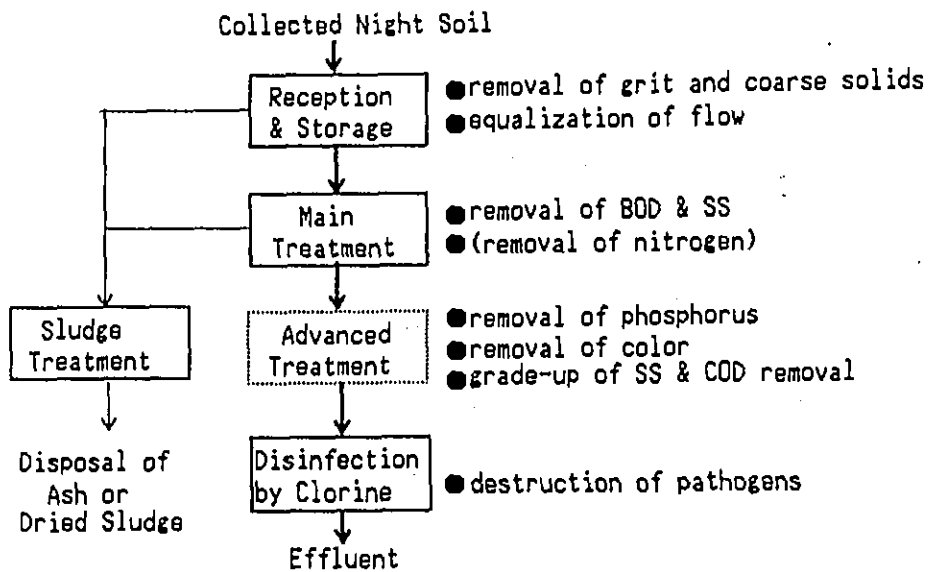 Collected Night Soil
Reception
& Storage
●removal of grit and coarse solids
●equalization of flow
Main
Treatment
●removal of BOD & SS
●(removal of nitrogen)
Sludge
Treatment
Advanced
Treatment
●removal of phosphorus
●removal of color
●grade-up of SS & COD removal
Disposal of
Ash or
Dried Sludge
Disinfection
by Clorine
●destruction of pathogens
Effluent